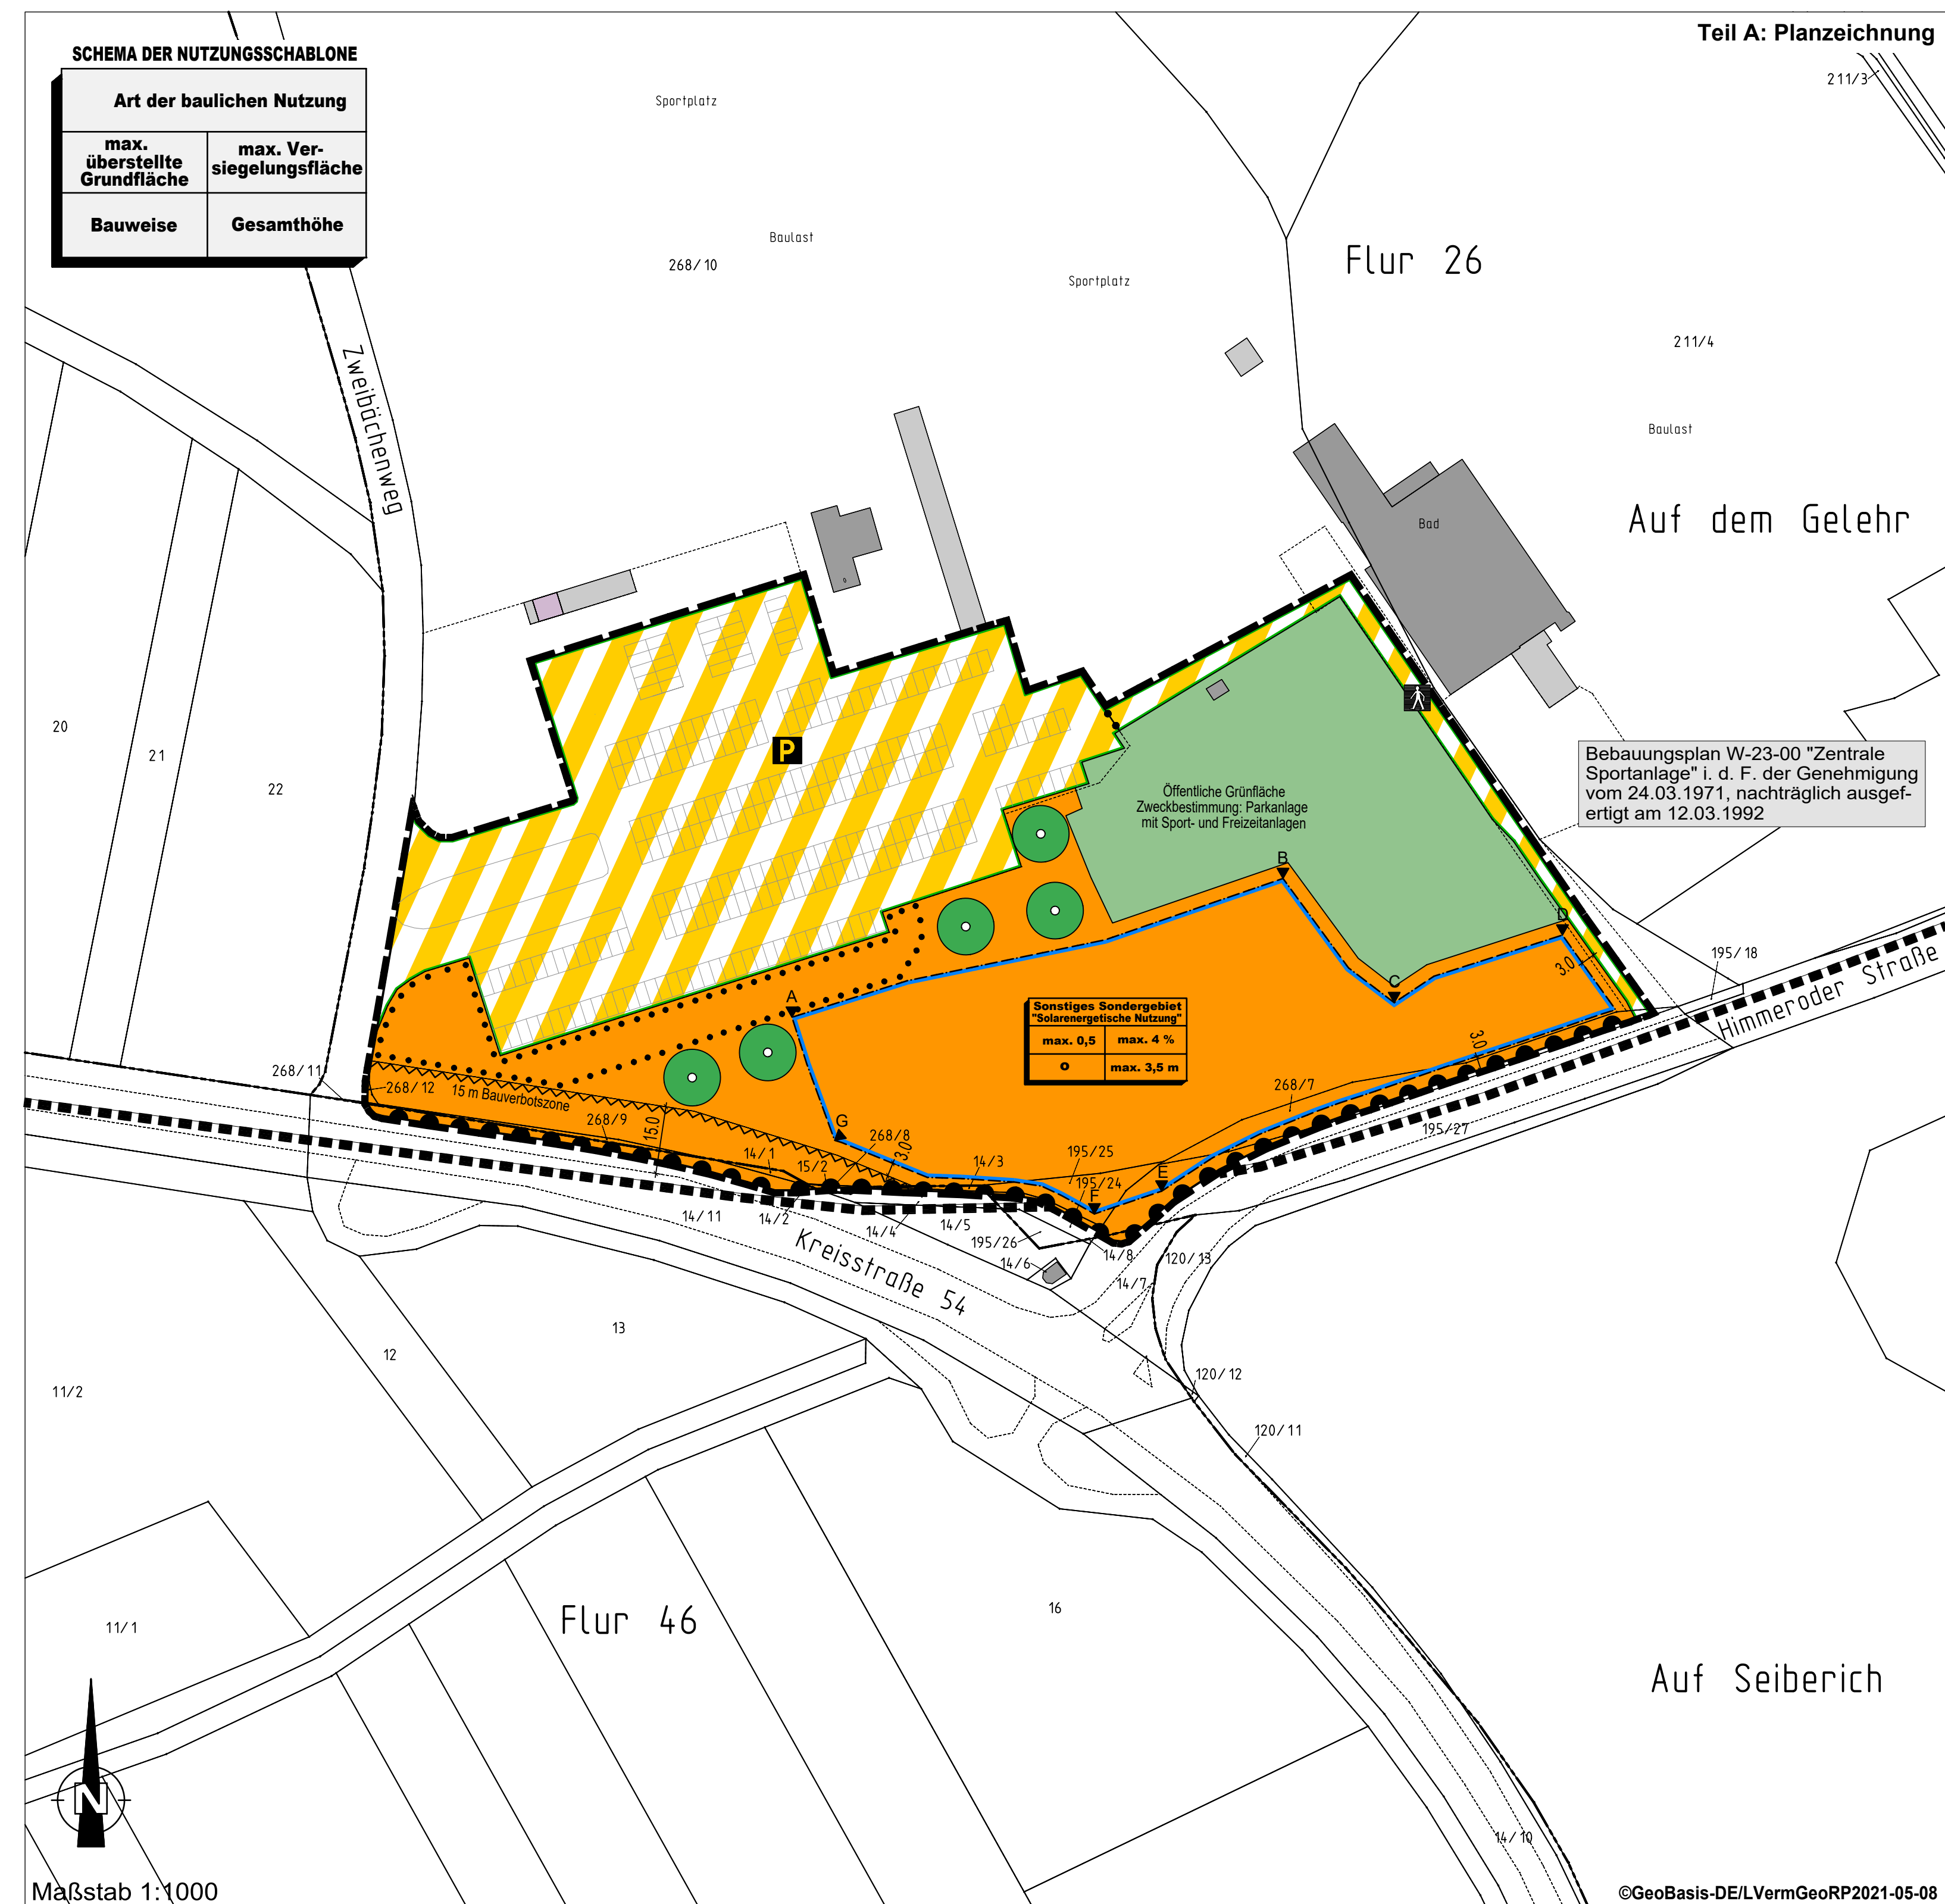 Teil A: Planzeichnung
SCHEMA DER NUTZUNGSSCHABLONE
Art der baulichen Nutzung
max.
überstellte
Grundfläche
max. Ver-
siegelungsfläche
Bauweise
Gesamthöhe
211/3
Sportplatz
Baulast
268/10
Sportplatz
Flur 26
211/4
Baulast
Zweibächenweg
Bad
Auf dem Gelehr
20
21
22
P
Bebauungsplan W-23-00 "Zentrale
Sportanlage" i. d. F. der Genehmigung
vom 24.03.1971, nachträglich ausgef-
ertigt am 12.03.1992
Öffentliche Grünfläche
Zweckbestimmung: Parkanlage
mit Sport- und Freizeitanlagen
B
D
3.0
195/18
Himmeroder Straße
A
C
Sonstiges Sondergebiet
"Solarenergetische Nutzung"
max. 0,5
max. 4 %
o
max. 3,5 m
3.0
268/11
268/12
15 m Bauverbotszone
268/9
15.0
268/7
195/27
G
268/8
3.0
14/1
15/2
14/3
195/25
195/24
E
F
14/11
14/2
14/4
14/5
195/26
14/8
14/6
14/7
120/13
Kreisstraße 54
13
12
11/2
120/12
120/11
11/1
Flur 46
16
Auf Seiberich
N
14/10
Maßstab 1:1000
©GeoBasis-DE/LVermGeoRP2021-05-08